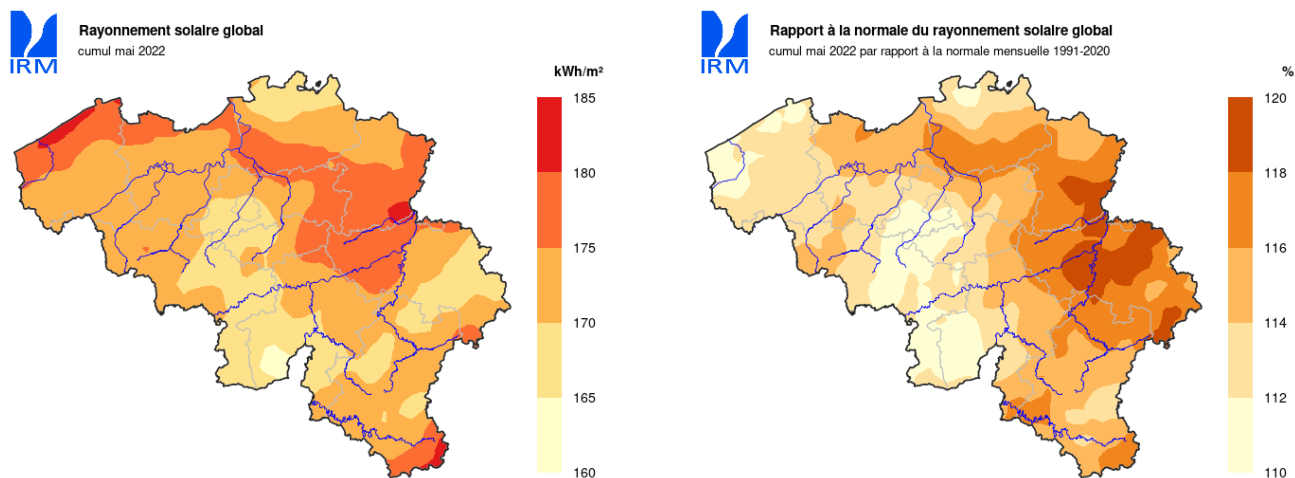 Rayonnement solaire global
cumul mai 2022
IRM
kWh/m²
185
180
175
170
165
160
Rapport à la normale du rayonnement solaire global
cumul mai 2022 par rapport à la normale mensuelle 1991-2020
IRM
%
120
118
116
114
112
110